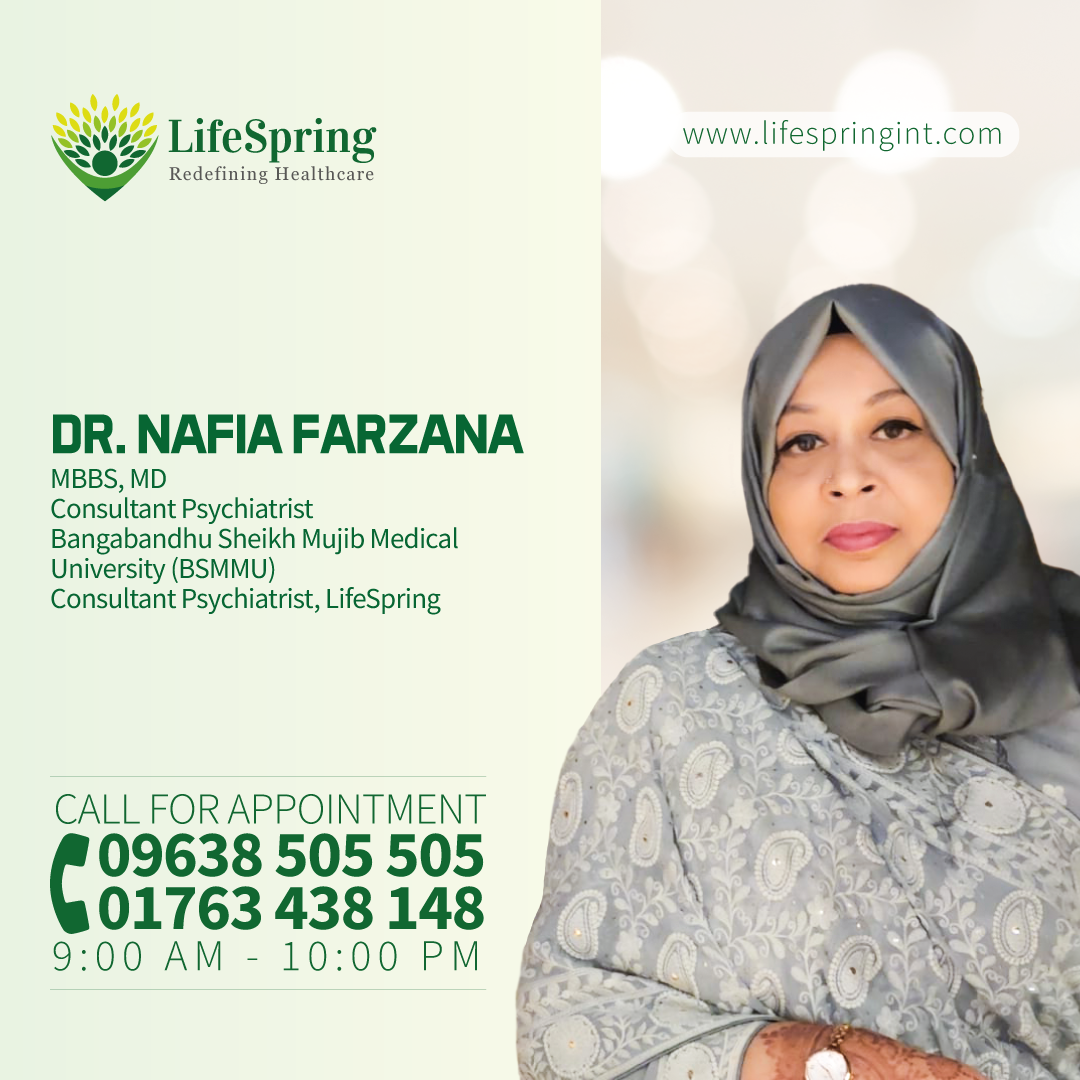 LifeSpring
Redefining Healthcare
www.lifespringint.com
DR. NAFIA FARZANA
MBBS, MD
Consultant Psychiatrist
Bangabandhu Sheikh Mujib Medical
University (BSMMU)
Consultant Psychiatrist, LifeSpring
CALL FOR APPOINTMENT
09638 505 505
01763 438 148
9:00 AM - 10:00 PM